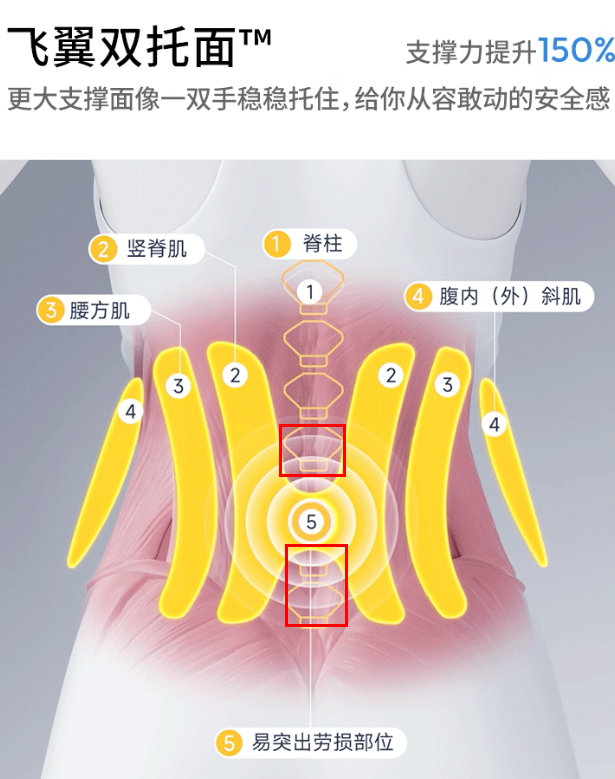 飞翼双托面™
支撑力提升150%
更大支撑面像一双手稳稳托住，给你从容敢动的安全感
2 竖脊肌
1 脊柱
3 腰方肌
4 腹内（外）斜肌
1
2
2
3
3
4
4
5
5 易突出劳损部位